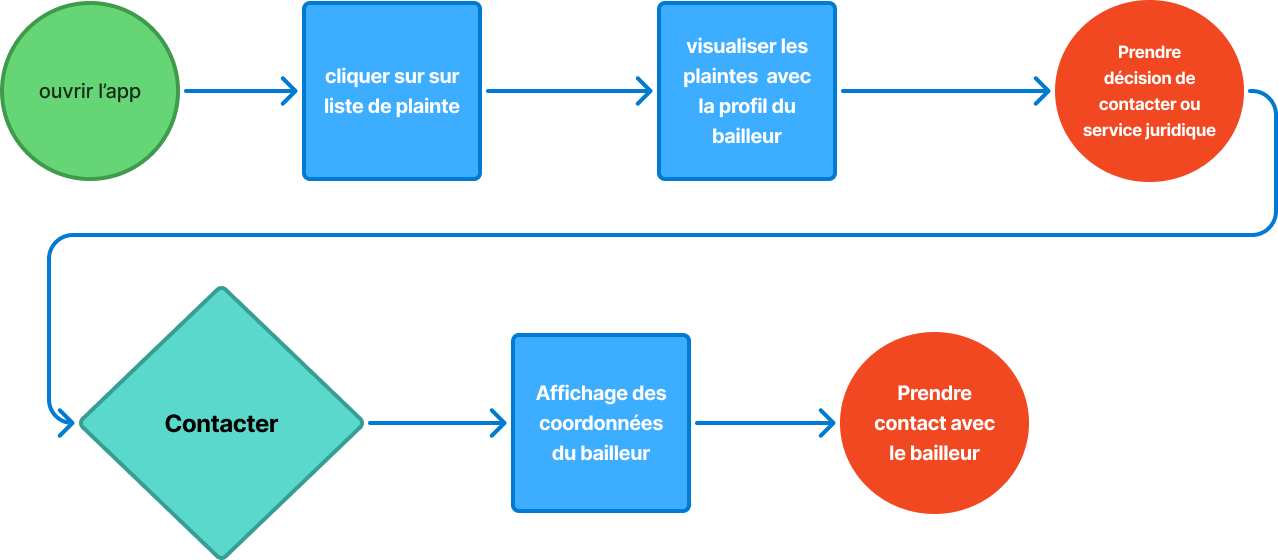 ouvrir l’app
cliquer sur sur
liste de plainte
visualiser les
plaintes avec
la profil du
bailleur
Prendre
décision de
contacter ou
service juridique
Contacter
Affichage des
coordonnées
du bailleur
Prendre
contact avec
le bailleur